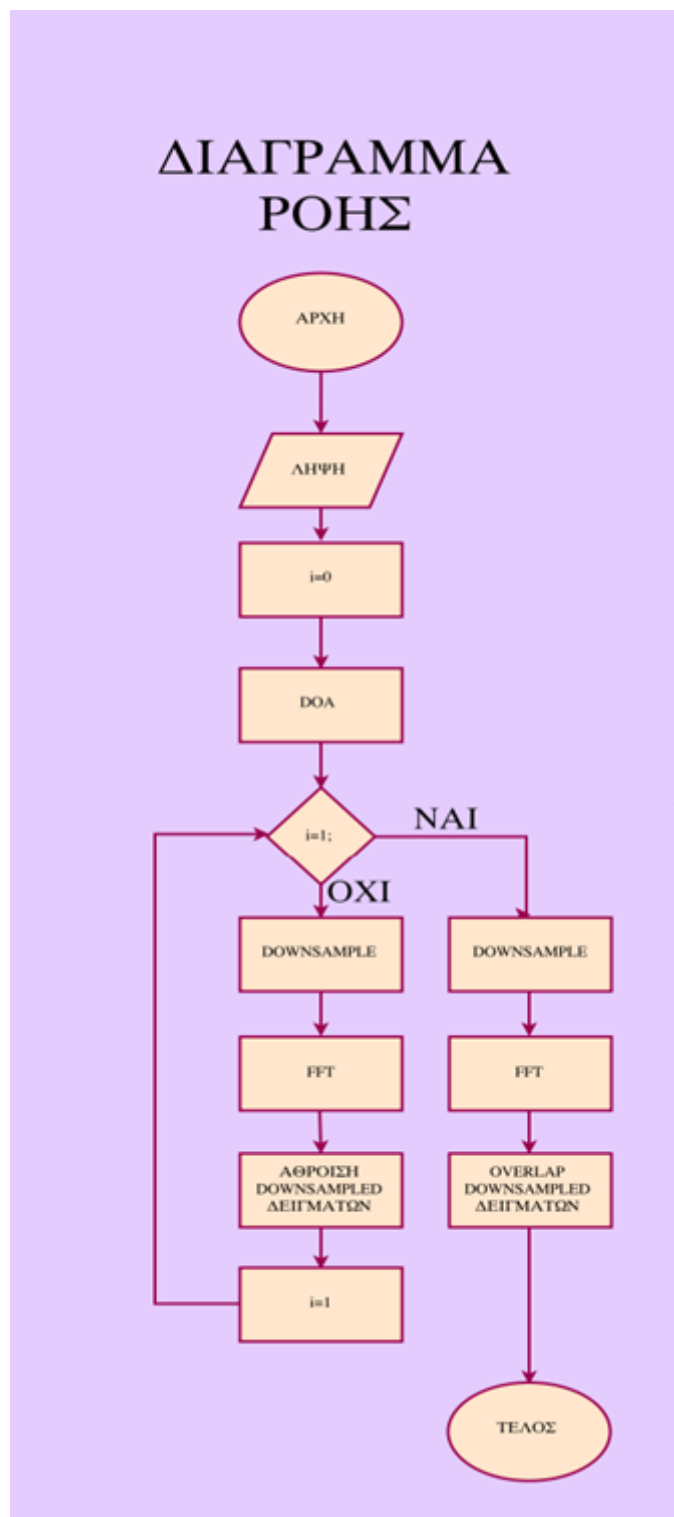 ΔΙΑΓΡΑΜΜΑ
ΡΟΗΣ
ΑΡΧΗ
ΛΗΨΗ
i=0
DOA
i=1;
ΝΑΙ
ΟΧΙ
DOWNSAMPLE
DOWNSAMPLE
FFT
FFT
ΑΘΡΟΙΣΗ
DOWNSAMPLED
ΔΕΙΓΜΑΤΩΝ
OVERLAP
DOWNSAMPLED
ΔΕΙΓΜΑΤΩΝ
i=1
ΤΕΛΟΣ